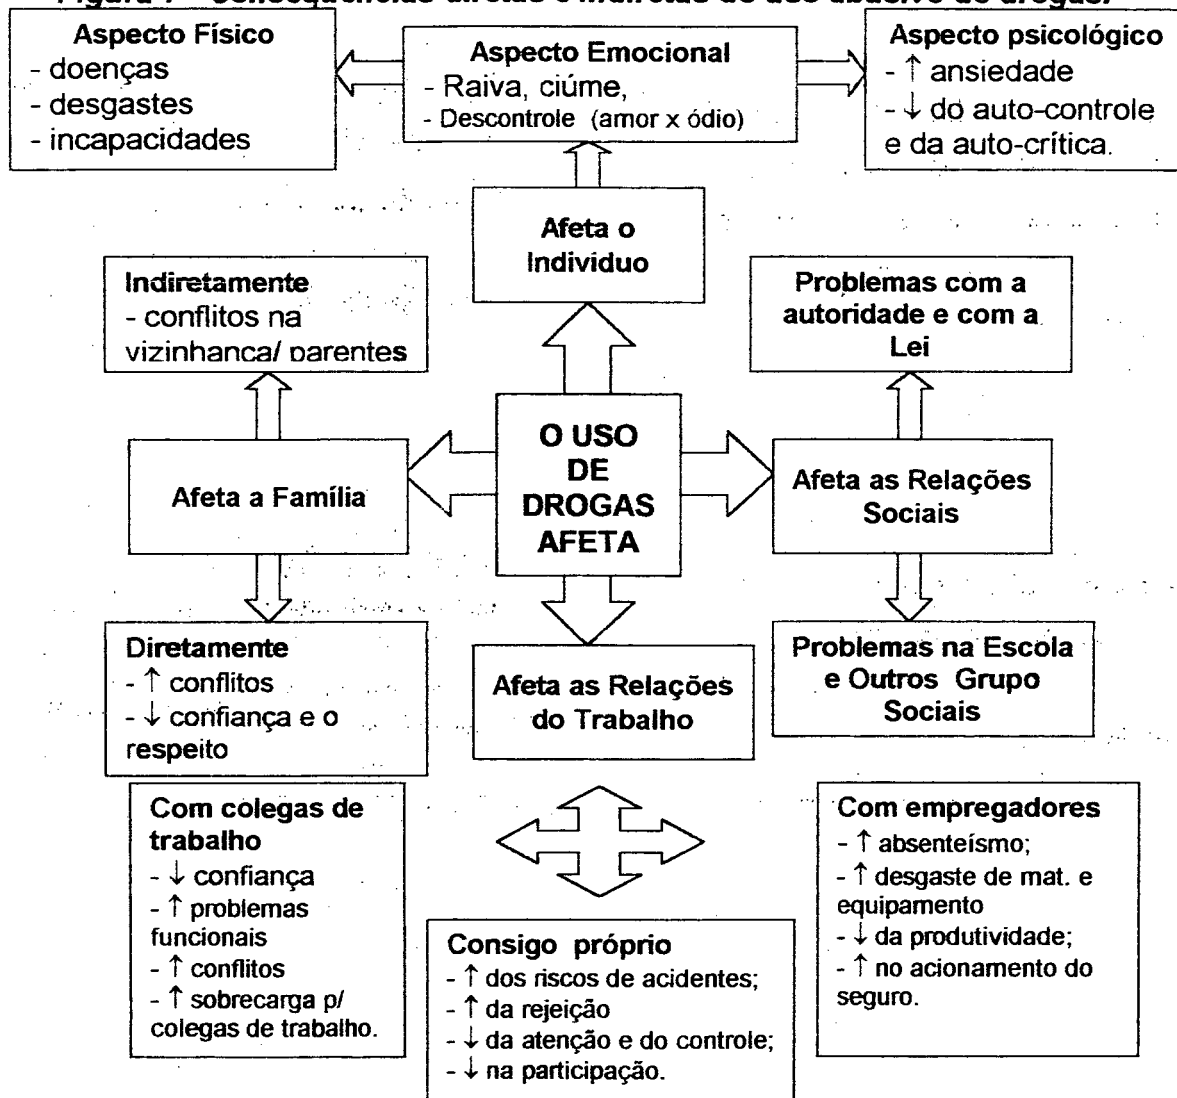 Aspecto Físico
- doenças
- desgastes
- incapacidades
Aspecto Emocional
- Raiva, ciúme,
- Descontrole (amor x ódio)
Aspecto psicológico
- ↑ ansiedade
- ↓ do auto-controle
e da auto-crítica.
Afeta o
Indivíduo
Indiretamente
- conflitos na
vizinhança/ parentes
Problemas com a
autoridade e com a
Lei
Afeta a Família
O USO
DE
DROGAS
AFETA
Afeta as Relações
Sociais
Diretamente
- ↑ conflitos
- ↓ confiança e o
respeito
Afeta as Relações
do Trabalho
Problemas na Escola
e Outros Grupo
Sociais
Com colegas de
trabalho
- ↓ confiança
- ↑ problemas
funcionais
- ↑ conflitos
- ↑ sobrecarga p/
colegas de trabalho.
Consigo próprio
- ↑ dos riscos de acidentes;
- ↑ da rejeição
- ↓ da atenção e do controle;
- ↓ na participação.
Com empregadores
- ↑ absenteísmo;
- ↑ desgaste de mat. e
equipamento
- ↓ da produtividade;
- ↑ no acionamento do
seguro.